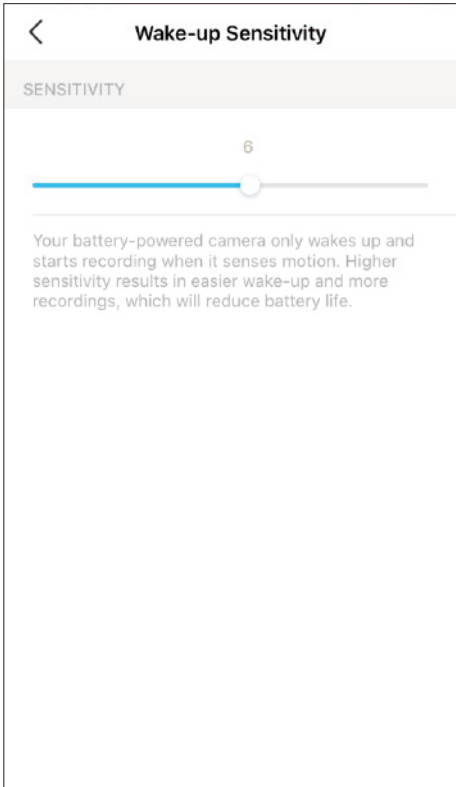 Wake-up Sensitivity
SENSITIVITY
6
Your battery-powered camera only wakes up and
starts recording when it senses motion. Higher
sensitivity results in easier wake-up and more
recordings, which will reduce battery life.